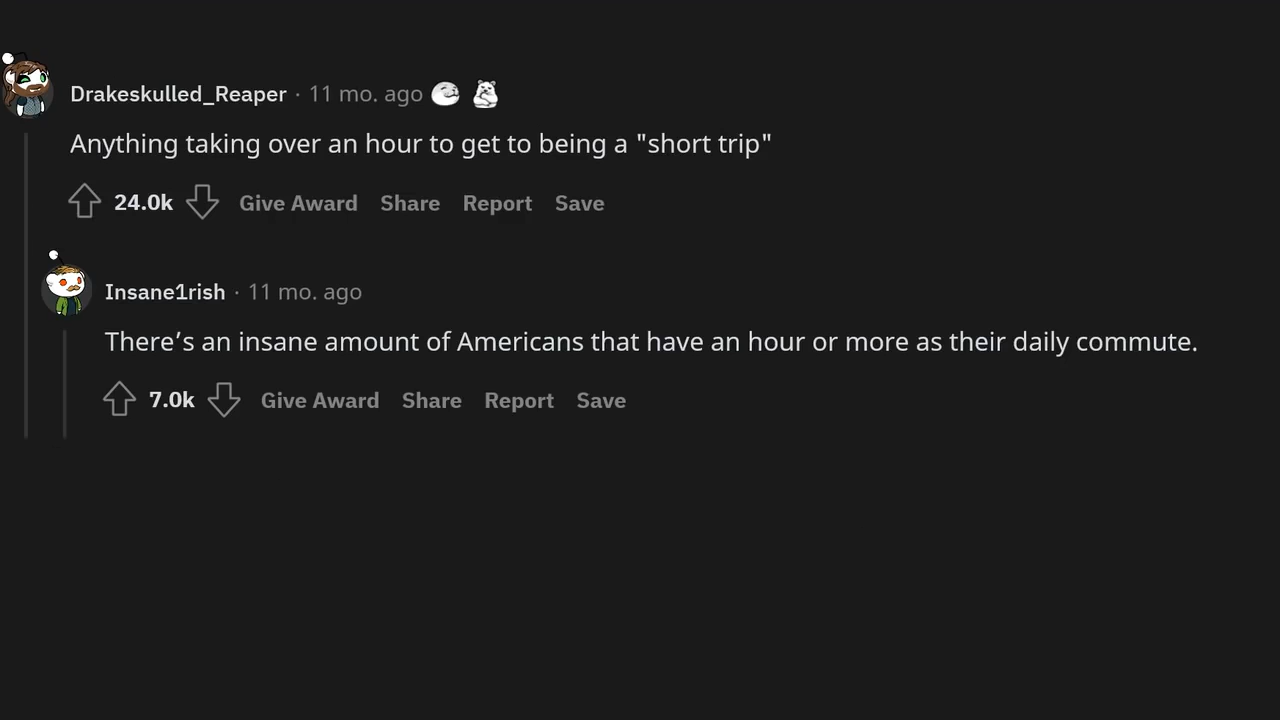 Drakeskulled_Reaper · 11 mo. ago
Anything taking over an hour to get to being a "short trip"
24.0k Give Award Share Report Save
Insane1rish · 11 mo. ago
There’s an insane amount of Americans that have an hour or more as their daily commute.
7.0k Give Award Share Report Save